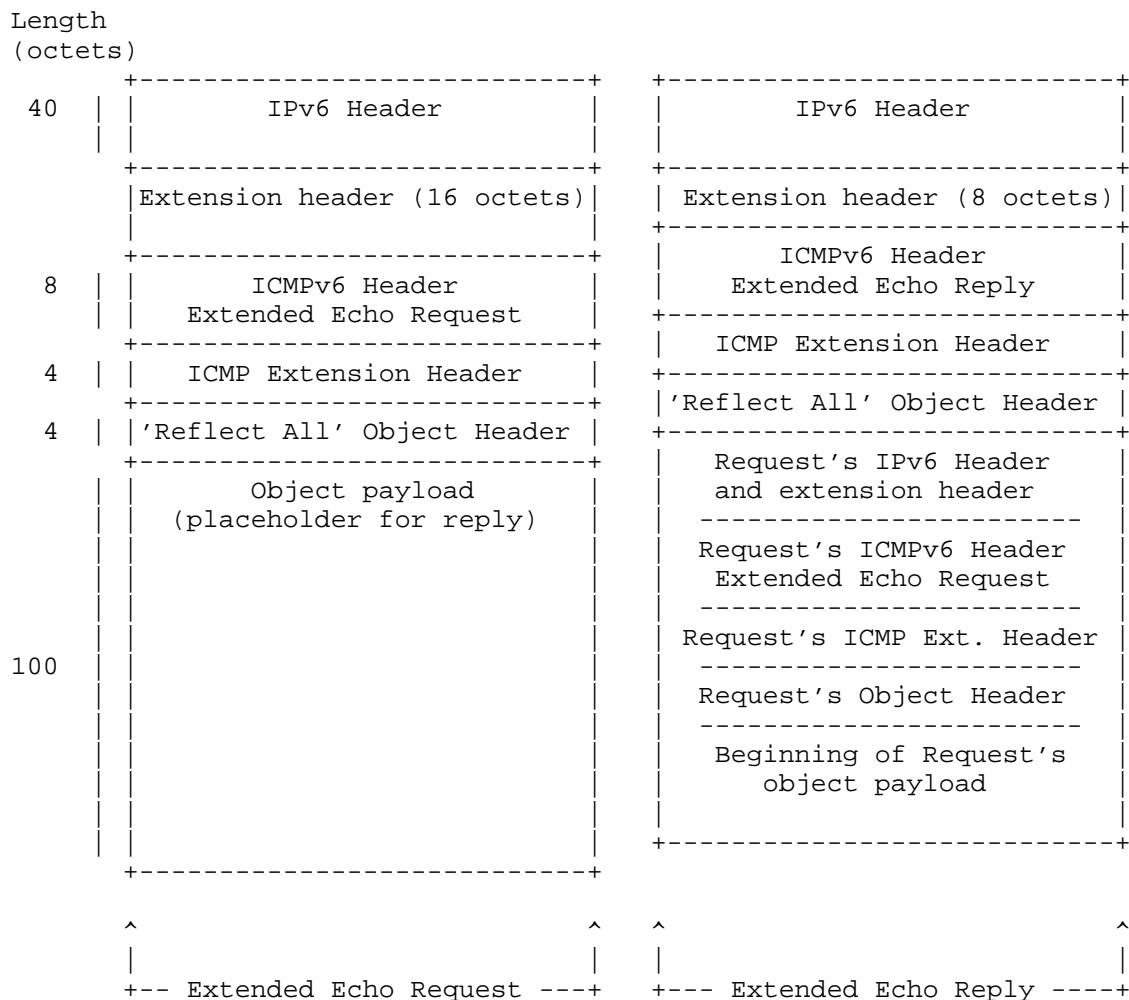 Length
(octets)
40 IPv6 Header IPv6 Header
Extension header (16 octets) Extension header (8 octets)
ICMPv6 Header
8 ICMPv6 Header Extended Echo Reply
Extended Echo Request
ICMP Extension Header
4 ICMP Extension Header
'Reflect All' Object Header
4 'Reflect All' Object Header
Request's IPv6 Header
Object payload and extension header
(placeholder for reply)
Request's ICMPv6 Header
Extended Echo Request
Request's ICMP Ext. Header
100
Request's Object Header
Beginning of Request's
object payload
Extended Echo Request Extended Echo Reply